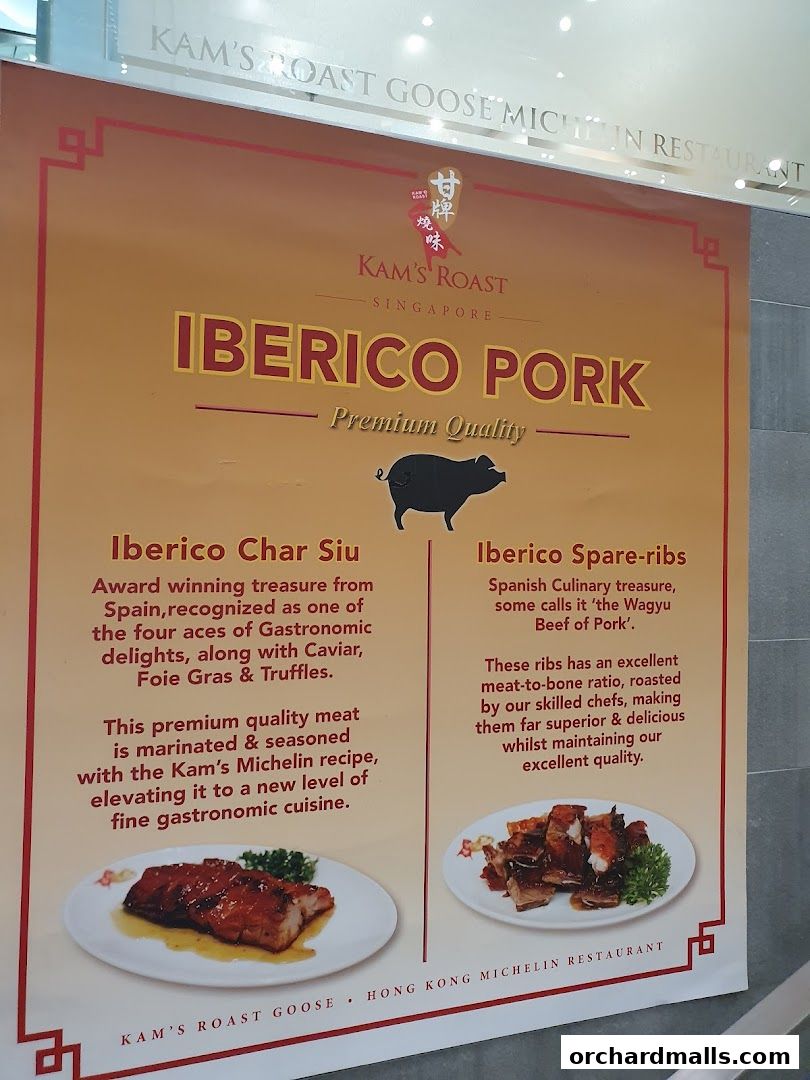 KAM'S ROAST GOOSE MICHELIN RESTAURANT
甘牌
KAM'S
ROAST
燒味
KAM'S ROAST
SINGAPORE
IBERICO PORK
Premium Quality
Iberico Char Siu
Award winning treasure from
Spain,recognized as one of
the four aces of Gastronomic
delights, along with Caviar,
Foie Gras & Truffles.
This premium quality meat
is marinated & seasoned
with the Kam's Michelin recipe,
elevating it to a new level of
fine gastronomic cuisine.
Iberico Spare-ribs
Spanish Culinary treasure,
some calls it 'the Wagyu
Beef of Pork'.
These ribs has an excellent
meat-to-bone ratio, roasted
by our skilled chefs, making
them far superior & delicious
whilst maintaining our
excellent quality.
KAM'S ROAST GOOSE • HONG KONG MICHELIN RESTAURANT
orchardmalls.com